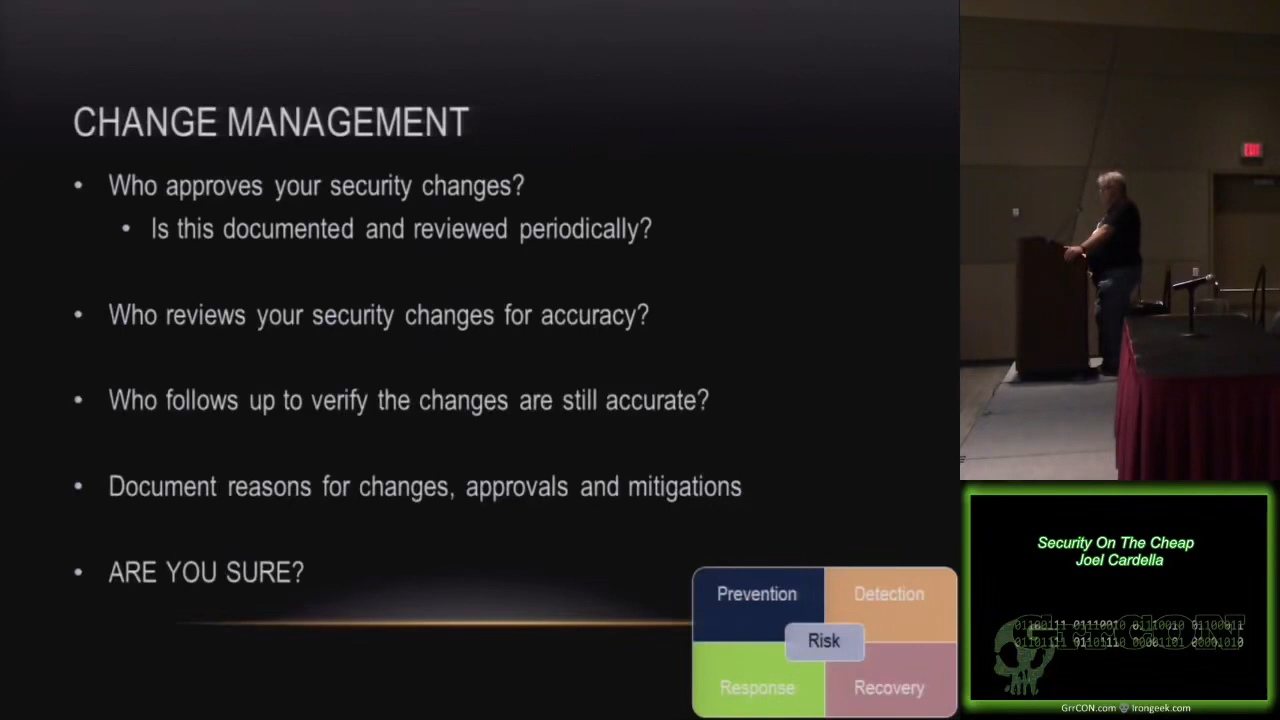 CHANGE MANAGEMENT
• Who approves your security changes?
• Is this documented and reviewed periodically?
• Who reviews your security changes for accuracy?
• Who follows up to verify the changes are still accurate?
• Document reasons for changes, approvals and mitigations
• ARE YOU SURE?
Prevention
Detection
Risk
Response
Recovery
EXIT
Security On The Cheap
Joel Cardella
GrrCON
GrrCON.com Irongeek.com